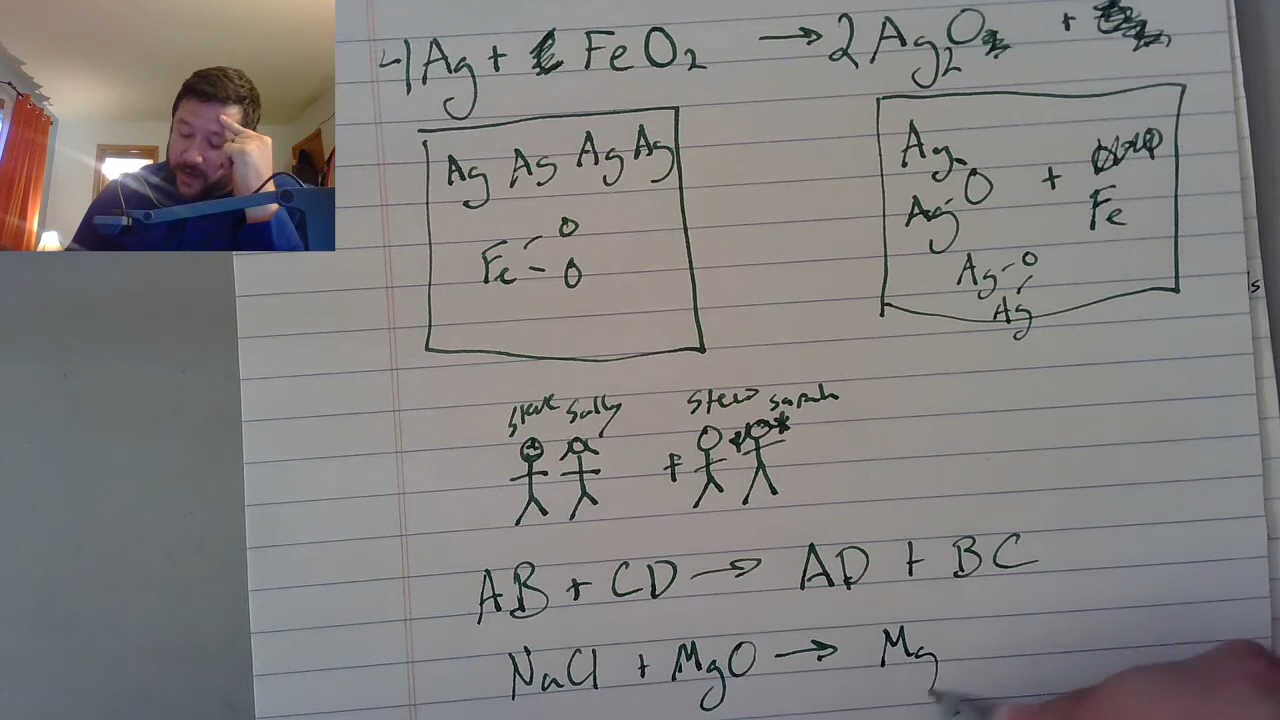 4Ag + FeO₂ → 2Ag₂O +
Ag Ag Ag Ag
Fe - O
O
Ag
Ag O + Fe
Ag - O
Ag
Steve Sally + Stew Sarah
AB + CD → AD + BC
NaCl + MgO → Mg